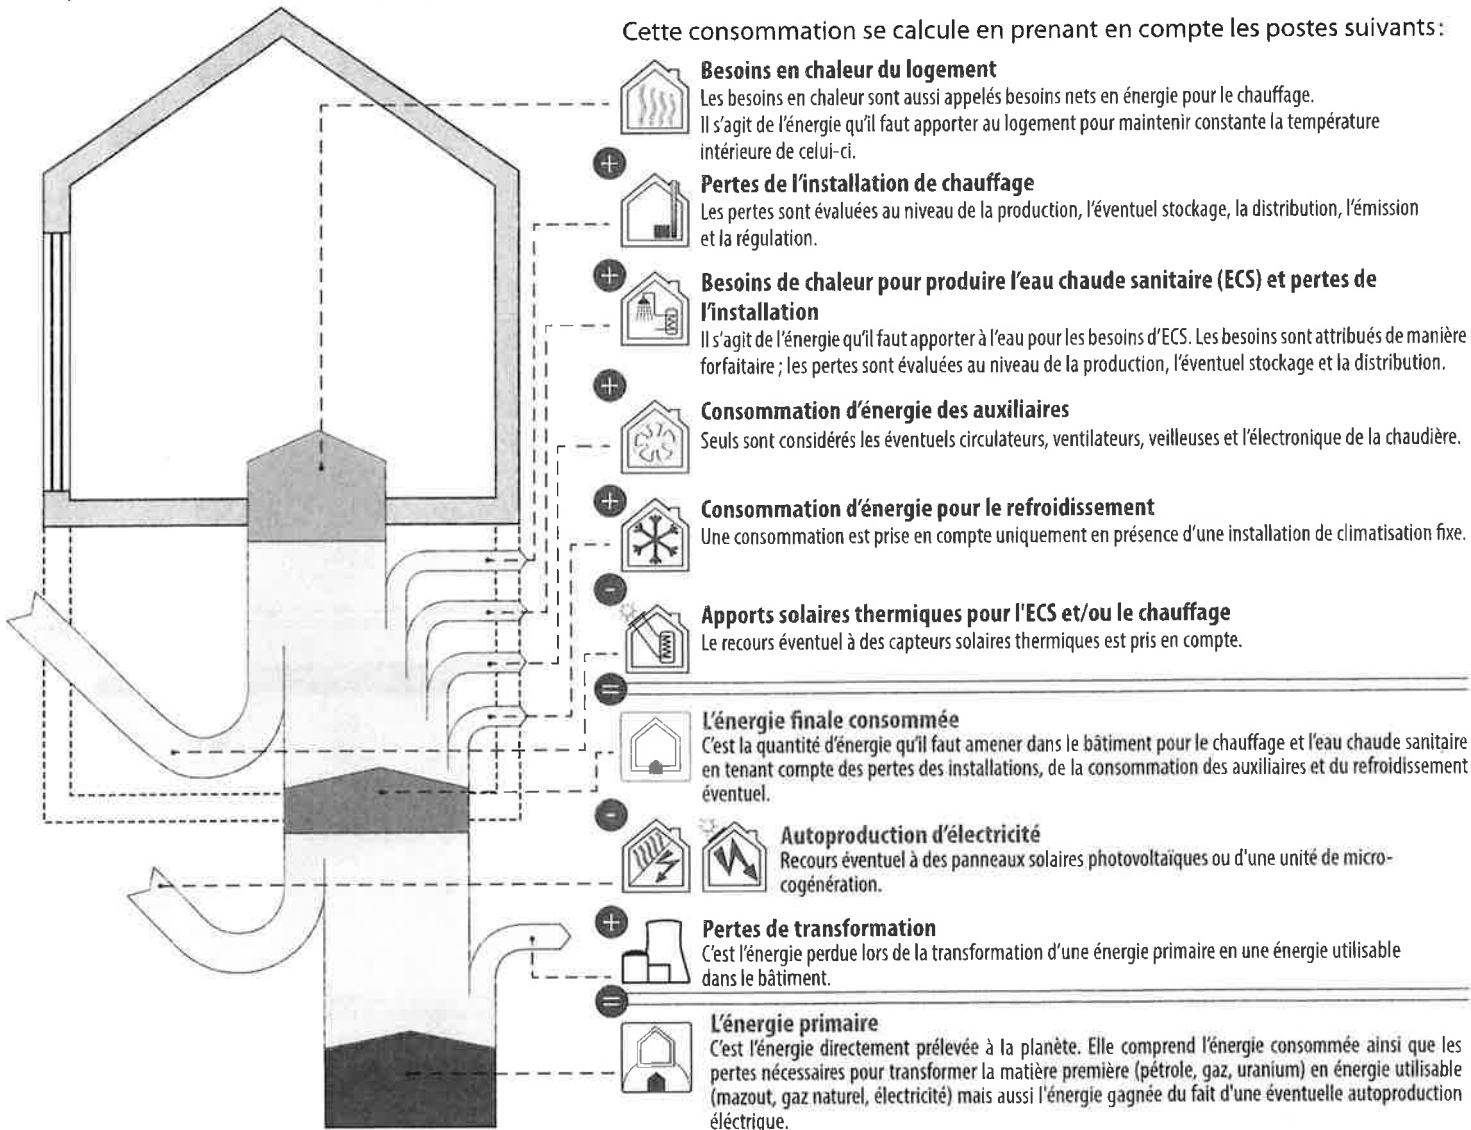 Cette consommation se calcule en prenant en compte les postes suivants:
Besoins en chaleur du logement
Les besoins en chaleur sont aussi appelés besoins nets en énergie pour le chauffage.
Il s'agit de l'énergie qu'il faut apporter au logement pour maintenir constante la température
intérieure de celui-ci.
+
Pertes de l'installation de chauffage
Les pertes sont évaluées au niveau de la production, l'éventuel stockage, la distribution, l'émission
et la régulation.
+
Besoins de chaleur pour produire l'eau chaude sanitaire (ECS) et pertes de
l'installation
Il s'agit de l'énergie qu'il faut apporter à l'eau pour les besoins d'ECS. Les besoins sont attribués de manière
forfaitaire ; les pertes sont évaluées au niveau de la production, l'éventuel stockage et la distribution.
+
Consommation d'énergie des auxiliaires
Seuls sont considérés les éventuels circulateurs, ventilateurs, veilleuses et l'électronique de la chaudière.
+
Consommation d'énergie pour le refroidissement
Une consommation est prise en compte uniquement en présence d'une installation de climatisation fixe.
-
Apports solaires thermiques pour l'ECS et/ou le chauffage
Le recours éventuel à des capteurs solaires thermiques est pris en compte.
=
L'énergie finale consommée
C'est la quantité d'énergie qu'il faut amener dans le bâtiment pour le chauffage et l'eau chaude sanitaire
en tenant compte des pertes des installations, de la consommation des auxiliaires et du refroidissement
éventuel.
-
Autoproduction d'électricité
Recours éventuel à des panneaux solaires photovoltaïques ou d'une unité de micro-
cogénération.
+
Pertes de transformation
C'est l'énergie perdue lors de la transformation d'une énergie primaire en une énergie utilisable
dans le bâtiment.
=
L'énergie primaire
C'est l'énergie directement prélevée à la planète. Elle comprend l'énergie consommée ainsi que les
pertes nécessaires pour transformer la matière première (pétrole, gaz, uranium) en énergie utilisable
(mazout, gaz naturel, électricité) mais aussi l'énergie gagnée du fait d'une éventuelle autoproduction
éléctrique.